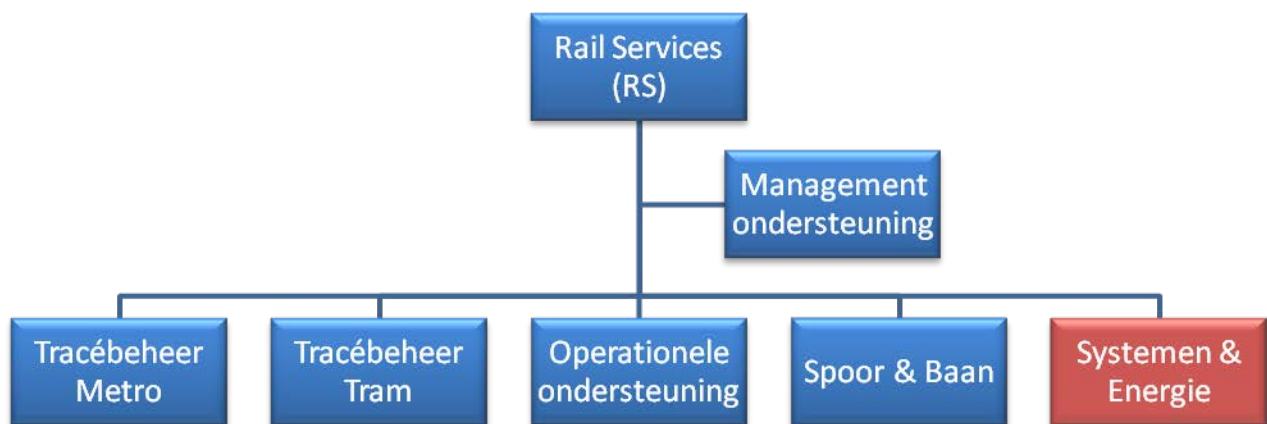 Rail Services
(RS)
Management
ondersteuning
Tracébeheer
Metro
Tracébeheer
Tram
Operationele
ondersteuning
Spoor & Baan
Systemen &
Energie